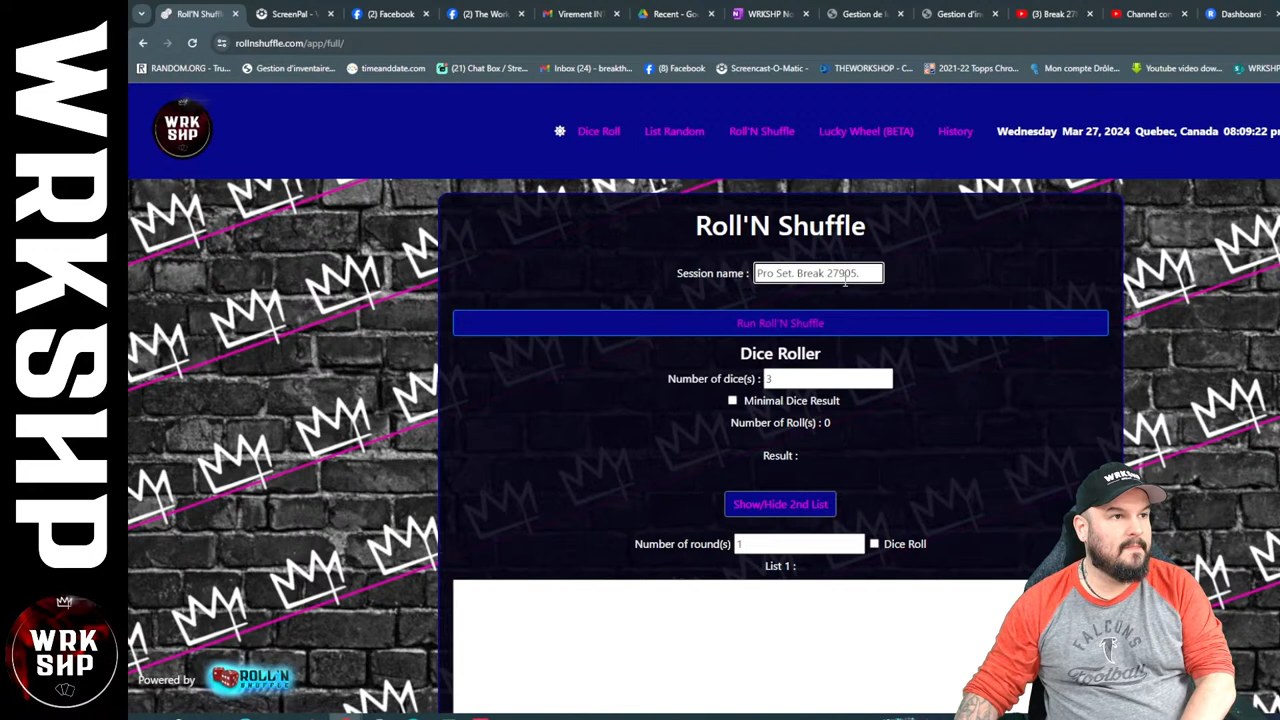 Roll'N Shuffl
ScreenPal - V
(2) Facebook
(2) The Work
Virement IN
Recent - Go
WRKSHP No
Gestion de l
Gestion d'in
(3) Break 27
Channel con
Dashboard -
rollnshuffle.com/app/full/
RANDOM.ORG - Tru...
Gestion d'inventaire...
timeanddate.com
(21) Chat Box / Stre...
Inbox (24) - breakth...
(8) Facebook
Screencast-O-Matic -
THEWORKSHOP - C...
2021-22 Topps Chro...
Mon compte Drôle...
Youtube video dow...
WRKSHP
WRK
SHP
Dice Roll
List Random
Roll'N Shuffle
Lucky Wheel (BETA)
History
Wednesday Mar 27, 2024 Quebec, Canada 08:09:22 p
Roll'N Shuffle
Session name :
Pro Set. Break 27905.
Run Roll'N Shuffle
Dice Roller
Number of dice(s) : 3
Minimal Dice Result
Number of Roll(s) : 0
Result :
Show/Hide 2nd List
Number of round(s) 1
Dice Roll
List 1 :
Powered by
ROLL'N
SHUFFLE
WRKSHP
WRK
SHP
WRKSHP
FALCONS
Football